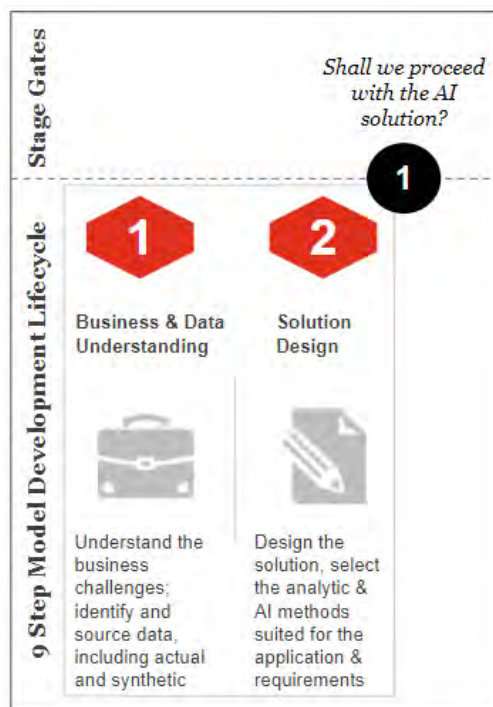 Stage Gates
Shall we proceed
with the AI
solution?
1
9 Step Model Development Lifecycle
1
Business & Data
Understanding
Understand the
business
challenges;
identify and
source data,
including actual
and synthetic
2
Solution
Design
Design the
solution, select
the analytic &
AI methods
suited for the
application &
requirements